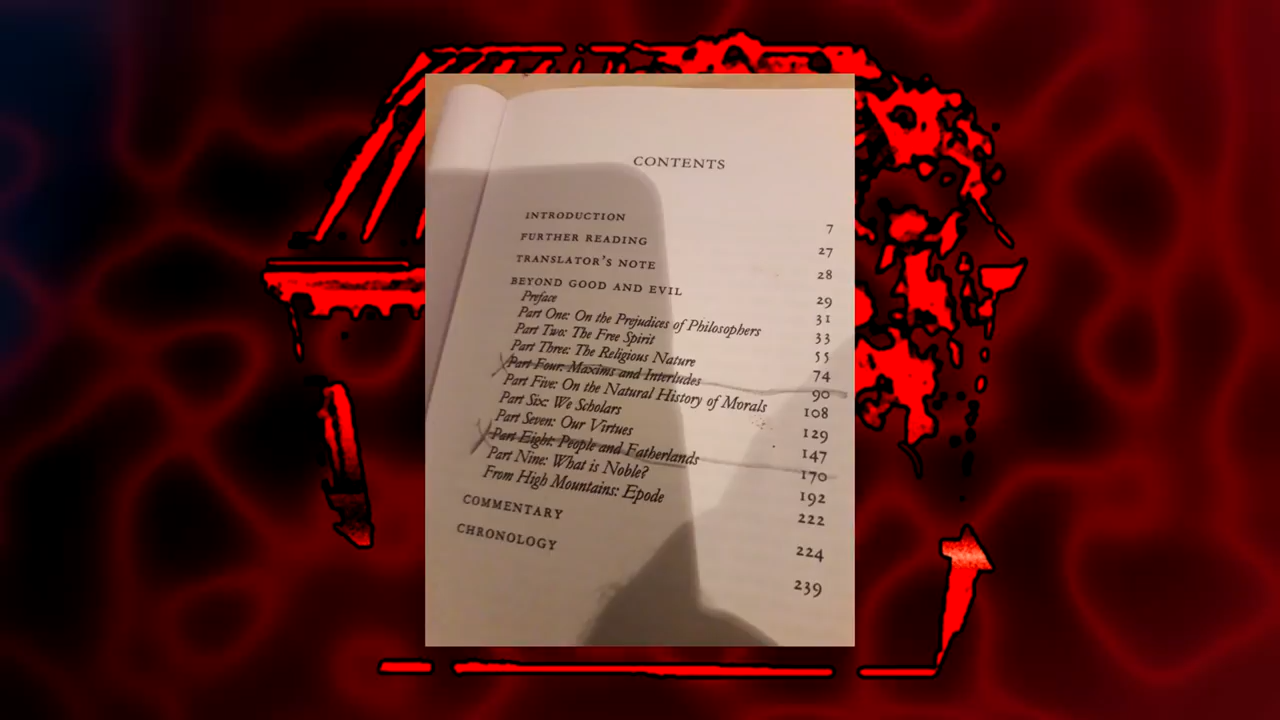 CONTENTS
INTRODUCTION 7
FURTHER READING 27
TRANSLATOR'S NOTE 28
BEYOND GOOD AND EVIL 29
Preface 31
Part One: On the Prejudices of Philosophers 33
Part Two: The Free Spirit 55
Part Three: The Religious Nature 74
Part Four: Maxims and Interludes 90
Part Five: On the Natural History of Morals 108
Part Six: We Scholars 129
Part Seven: Our Virtues 147
Part Eight: People and Fatherlands 170
Part Nine: What is Noble? 192
From High Mountains: Epode 222
COMMENTARY 224
CHRONOLOGY 239